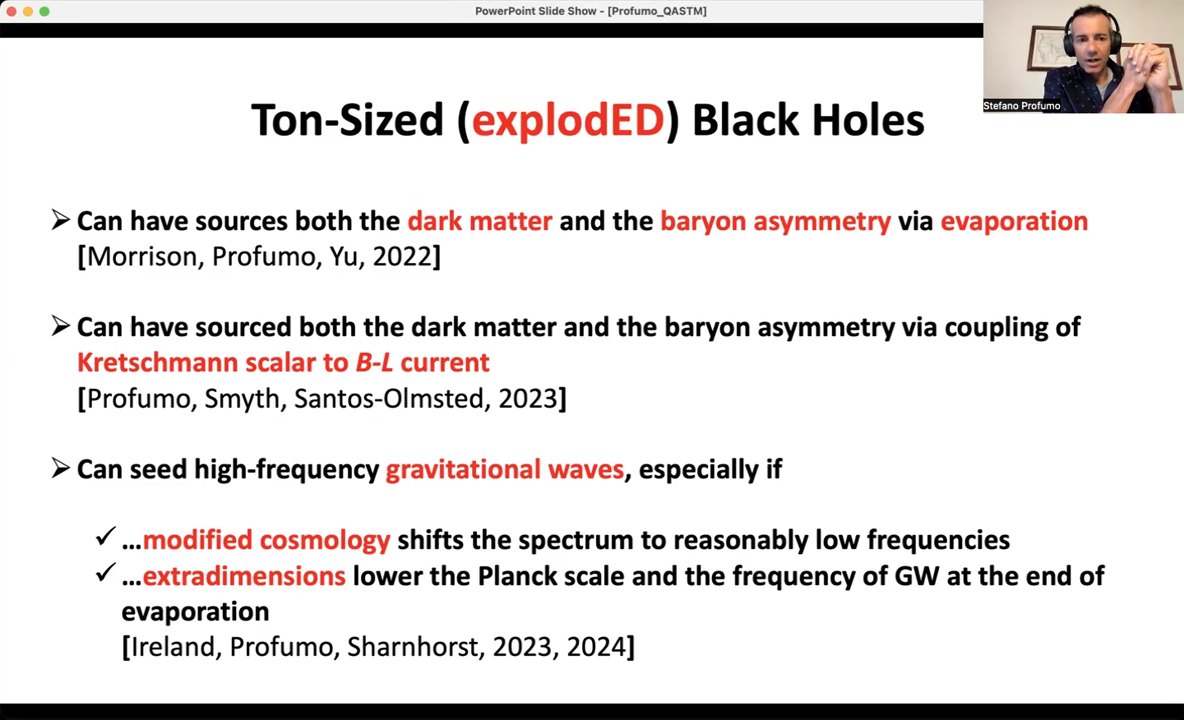 PowerPoint Slide Show - [Profumo_QASTM]
Stefano Profumo
Ton-Sized (explodED) Black Holes
➢ Can have sources both the dark matter and the baryon asymmetry via evaporation
[Morrison, Profumo, Yu, 2022]
➢ Can have sourced both the dark matter and the baryon asymmetry via coupling of
Kretschmann scalar to B-L current
[Profumo, Smyth, Santos-Olmsted, 2023]
➢ Can seed high-frequency gravitational waves, especially if
✓ …modified cosmology shifts the spectrum to reasonably low frequencies
✓ …extradimensions lower the Planck scale and the frequency of GW at the end of
evaporation
[Ireland, Profumo, Sharnhorst, 2023, 2024]